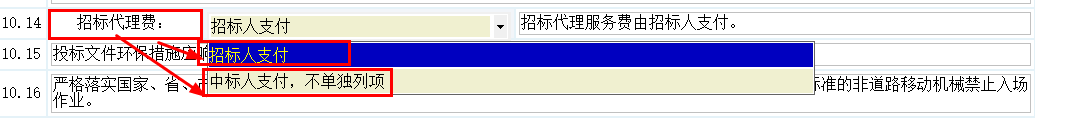 10.14 招标代理费： 招标人支付 招标代理服务费由招标人支付。
招标人支付
10.15 投标文件环保措施应响
中标人支付，不单独列项
10.16 严格落实国家、省、 标准的非道路移动机械禁止入场
作业。